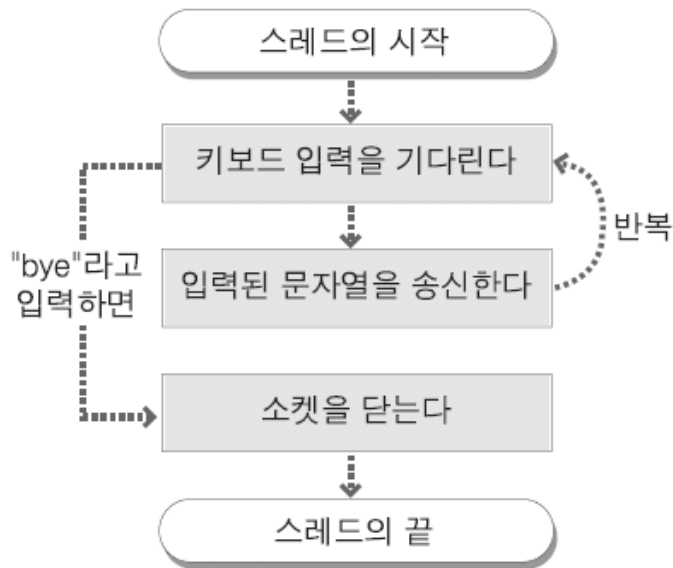 스레드의 시작
키보드 입력을 기다린다
반복
"bye"라고
입력하면
입력된 문자열을 송신한다
소켓을 닫는다
스레드의 끝